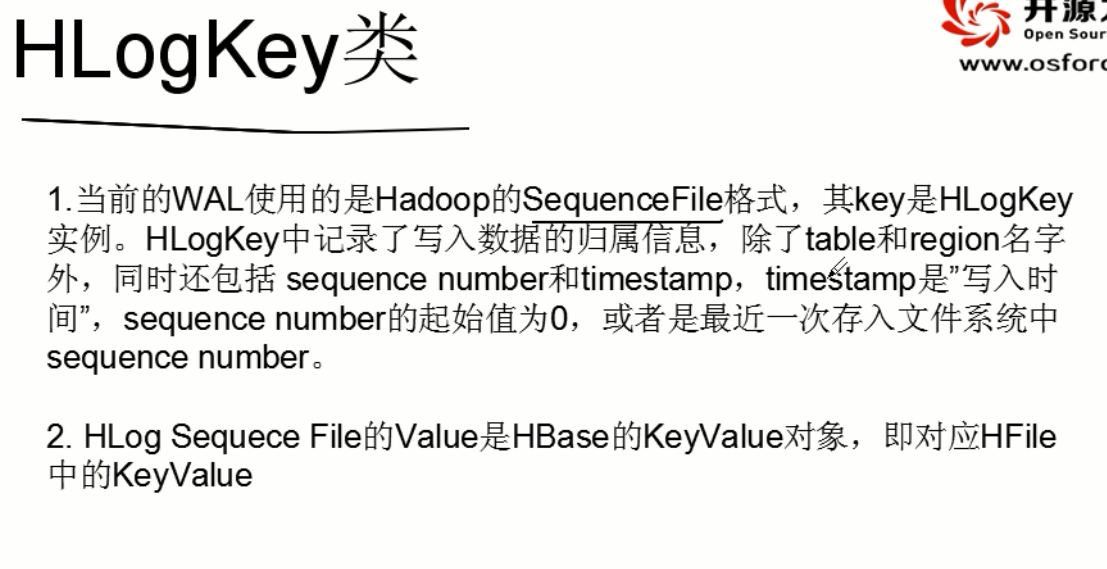 HLogKey类
开源
Open Sour
www.osforc
1.当前的WAL使用的是Hadoop的SequenceFile格式，其key是HLogKey
实例。HLogKey中记录了写入数据的归属信息，除了table和region名字
外，同时还包括 sequence number和timestamp，timestamp是”写入时
间”，sequence number的起始值为0，或者是最近一次存入文件系统中
sequence number。
2. HLog Sequece File的Value是HBase的KeyValue对象，即对应HFile
中的KeyValue